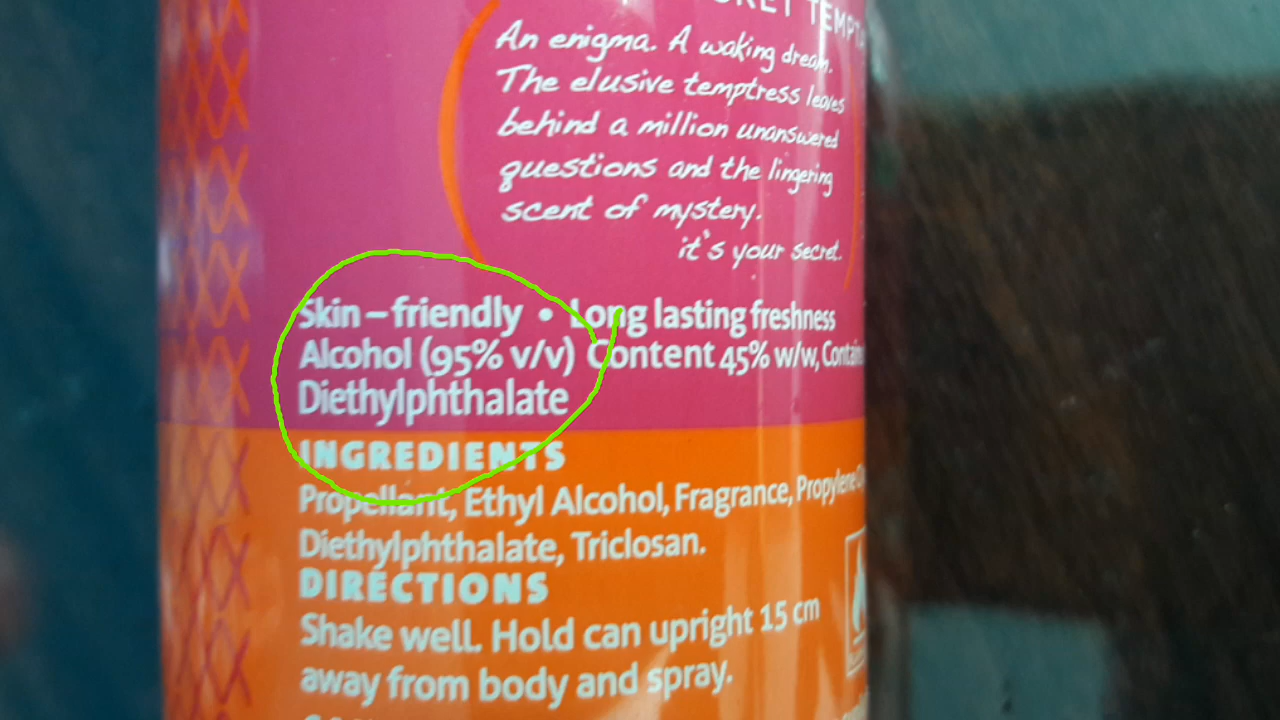 An enigma. A waking dream.
The elusive temptress leaves
behind a million unanswered
questions and the lingering
scent of mystery.
it's your secret.
Skin-friendly • Long lasting freshness
Alcohol (95% v/v) Content 45% w/w,
Diethylphthalate
INGREDIENTS
Propellant, Ethyl Alcohol, Fragrance, Propylene
Diethylphthalate, Triclosan.
DIRECTIONS
Shake well. Hold can upright 15 cm
away from body and spray.